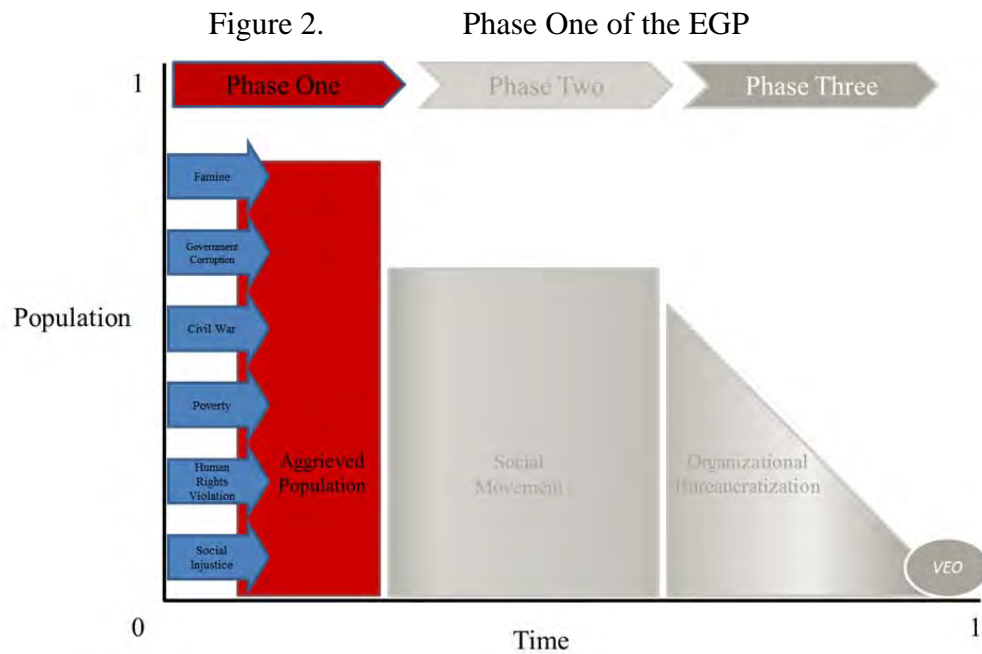 Figure 2. Phase One of the EGP
1
Phase One
Phase Two
Phase Three
Famine
Government
Corruption
Civil War
Poverty
Human
Rights
Violation
Social
Injustice
Population
Aggrieved
Population
Social
Movement
Organizational
Bureaucratization
VEO
0
Time
1